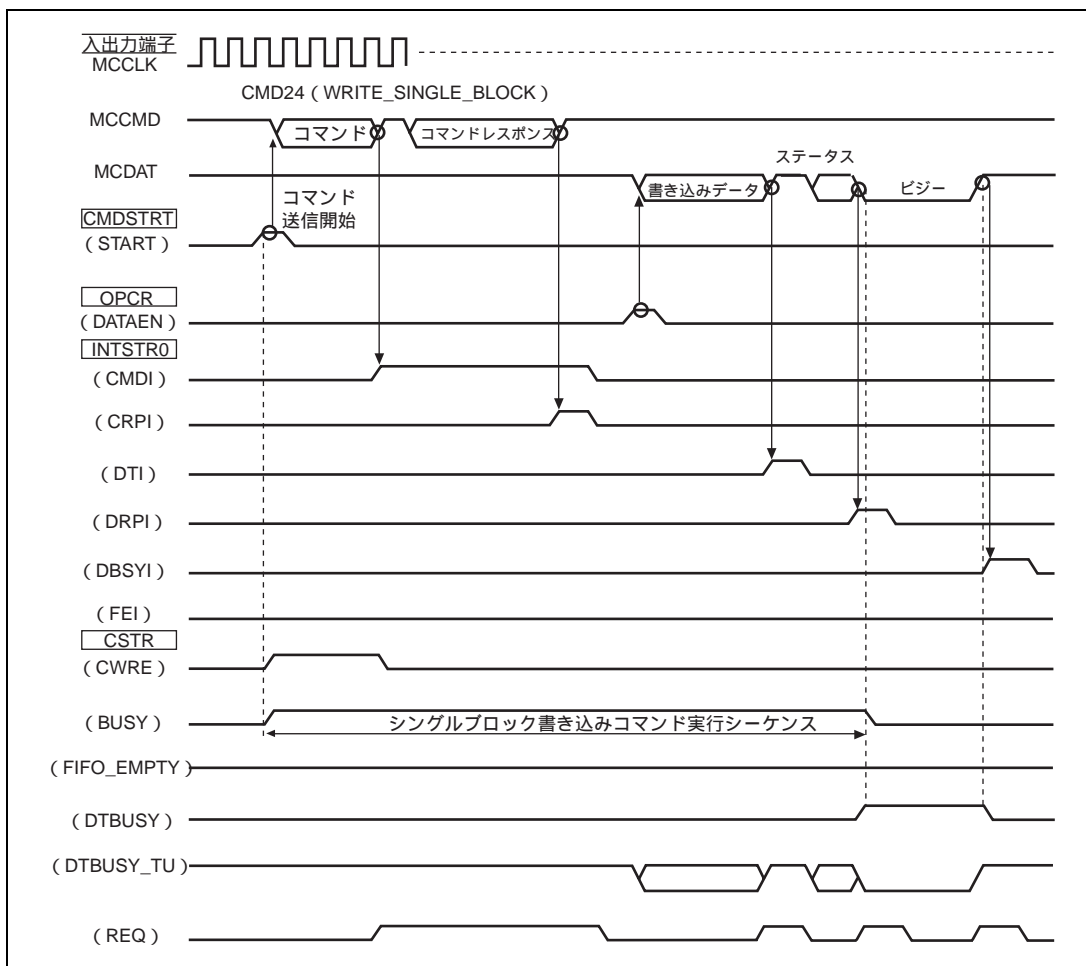 入出力端子
MCCLK
CMD24（WRITE_SINGLE_BLOCK）
MCCMD
コマンド
コマンドレスポンス
ステータス
MCDAT
書き込みデータ
ビジー
コマンド
送信開始
CMDSTRT
（START）
OPCR
（DATAEN）
INTSTR0
（CMDI）
（CRPI）
（DTI）
（DRPI）
（DBSYI）
（FEI）
CSTR
（CWRE）
（BUSY）
シングルブロック書き込みコマンド実行シーケンス
（FIFO_EMPTY）
（DTBUSY）
（DTBUSY_TU）
（REQ）